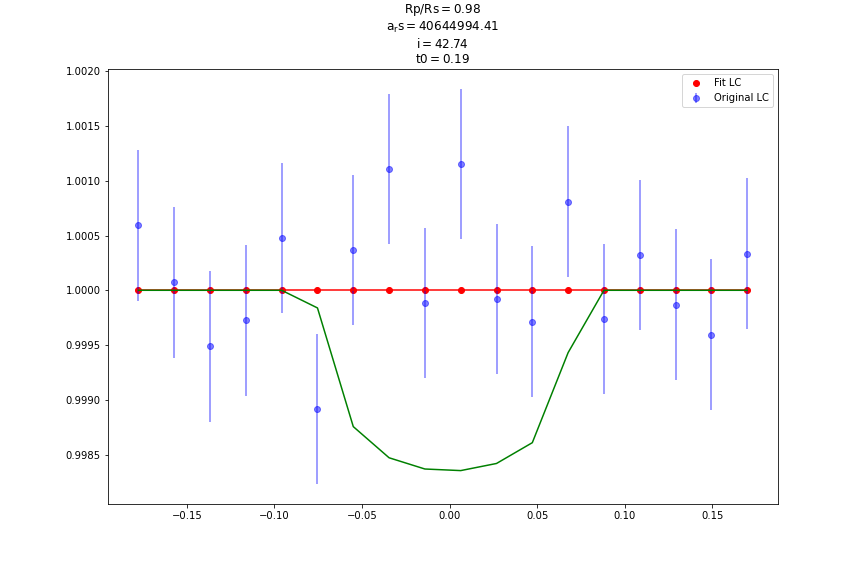 Rp/Rs = 0.98
aᵣs = 40644994.41
i = 42.74
t0 = 0.19
1.0020
1.0015
1.0010
1.0005
1.0000
0.9995
0.9990
0.9985
Fit LC
Original LC
−0.15 −0.10 −0.05 0.00 0.05 0.10 0.15